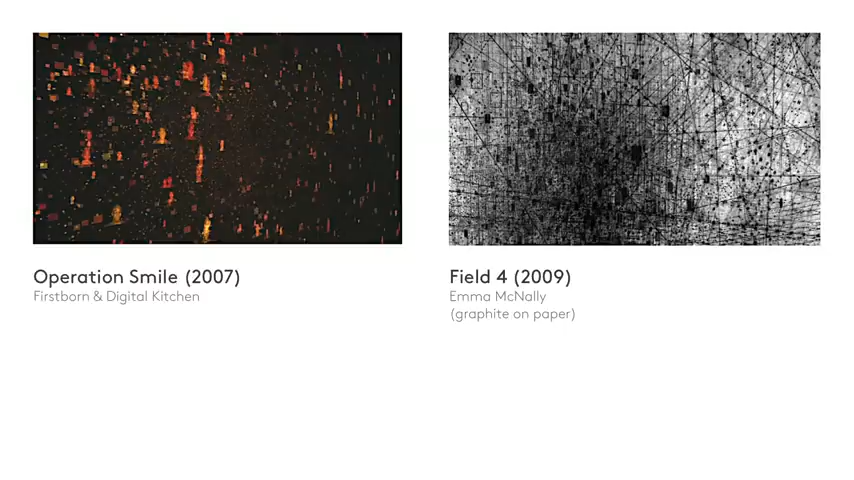 Operation Smile (2007)
Firstborn & Digital Kitchen
Field 4 (2009)
Emma McNally
(graphite on paper)